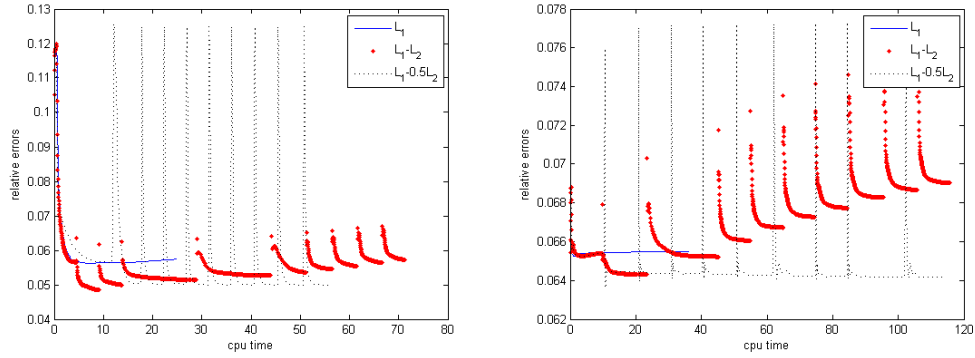 0.13
0.12
0.11
0.1
0.09
0.08
0.07
0.06
0.05
0.04
relative errors
0 10 20 30 40 50 60 70 80
cpu time
L1
L1-L2
L1-0.5L2
0.078
0.076
0.074
0.072
0.07
0.068
0.066
0.064
0.062
relative errors
0 20 40 60 80 100 120
cpu time
L1
L1-L2
L1-0.5L2